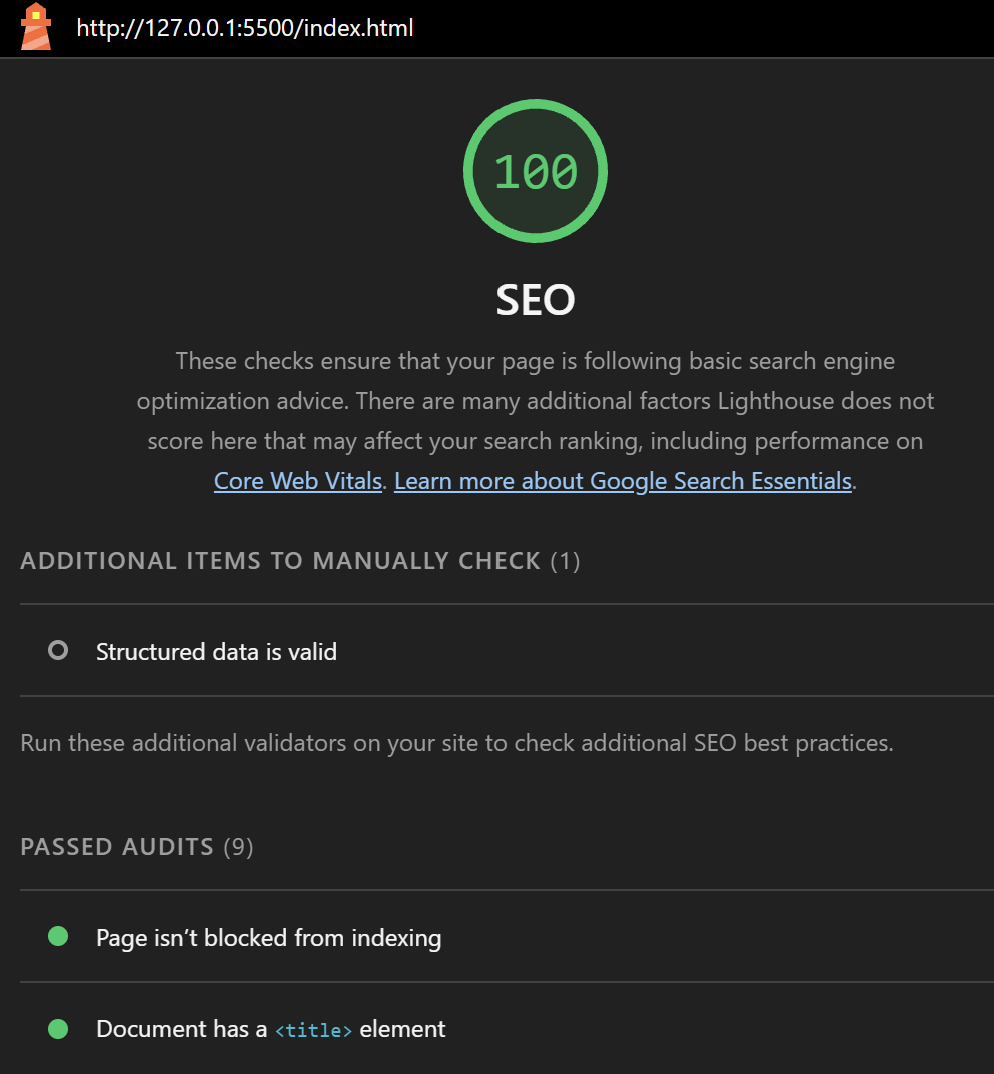 http://127.0.0.1:5500/index.html
100
SEO
These checks ensure that your page is following basic search engine
optimization advice. There are many additional factors Lighthouse does not
score here that may affect your search ranking, including performance on
Core Web Vitals. Learn more about Google Search Essentials.
ADDITIONAL ITEMS TO MANUALLY CHECK (1)
Structured data is valid
Run these additional validators on your site to check additional SEO best practices.
PASSED AUDITS (9)
Page isn’t blocked from indexing
Document has a <title> element